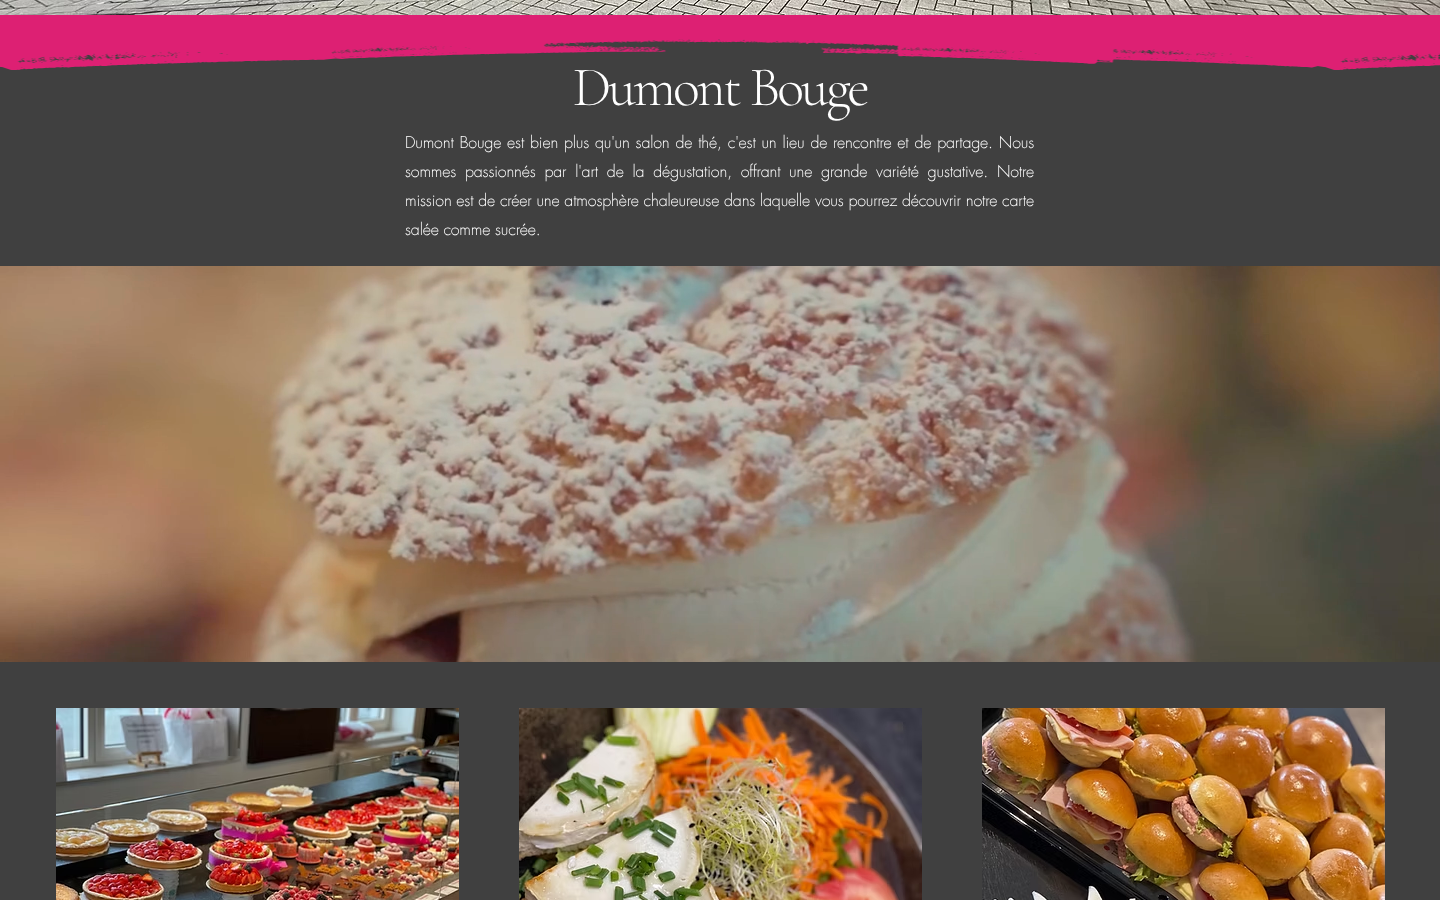 Dumont Bouge
Dumont Bouge est bien plus qu'un salon de thé, c'est un lieu de rencontre et de partage. Nous
sommes passionnés par l'art de la dégustation, offrant une grande variété gustative. Notre
mission est de créer une atmosphère chaleureuse dans laquelle vous pourrez découvrir notre carte
salée comme sucrée.